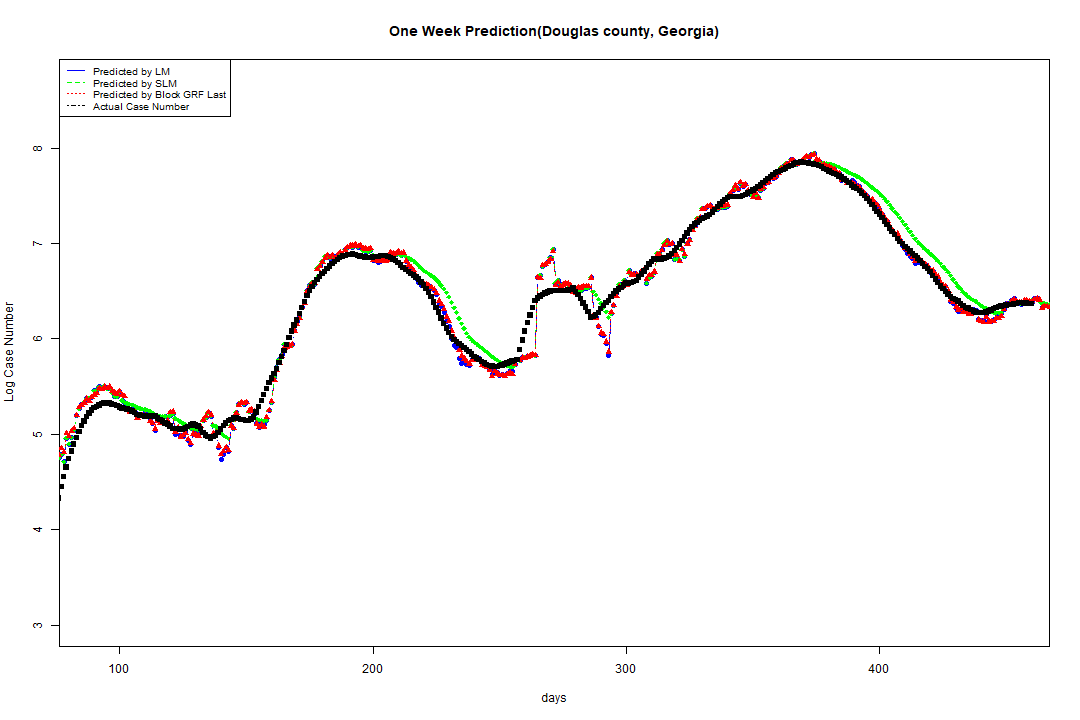 One Week Prediction(Douglas county, Georgia)
Predicted by LM
Predicted by SLM
Predicted by Block GRF Last
Actual Case Number
8
7
6
5
4
3
Log Case Number
100 200 300 400
days